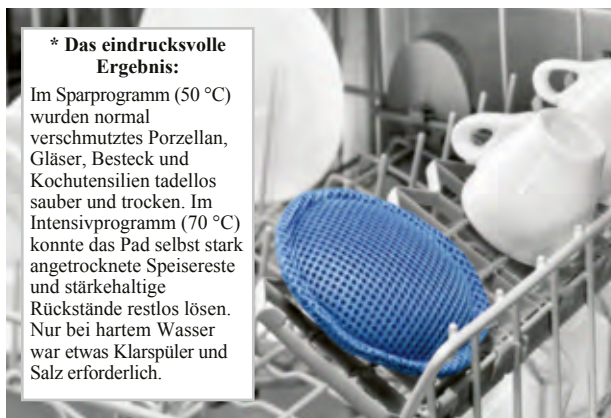 * Das eindrucksvolle
Ergebnis:
Im Sparprogramm (50 °C)
wurden normal
verschmutztes Porzellan,
Gläser, Besteck und
Kochutensilien tadellos
sauber und trocken. Im
Intensivprogramm (70 °C)
konnte das Pad selbst stark
angetrocknete Speisereste
und stärkehaltige
Rückstände restlos lösen.
Nur bei hartem Wasser
war etwas Klarspüler und
Salz erforderlich.